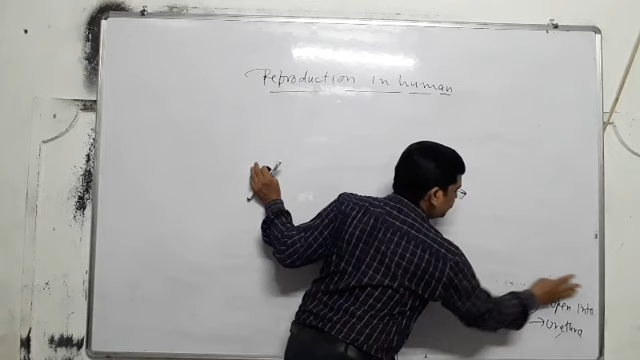 Reproduction in human
open into
→ Urethra